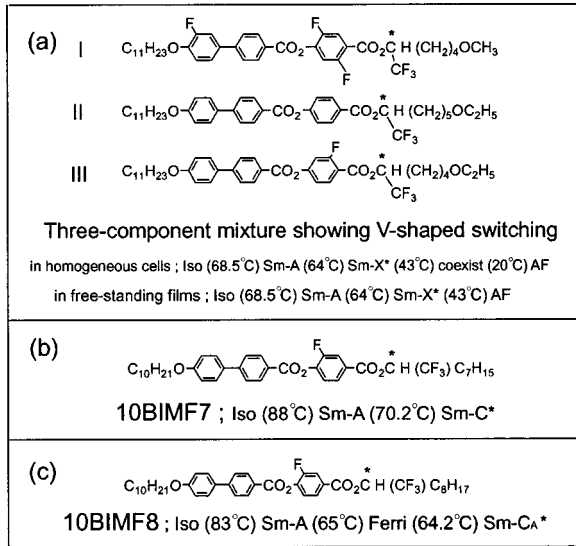 (a)
I
F
F
C₁₁H₂₃O CO₂ CO₂C H (CH₂)₄OCH₃
*
CF₃
F
II
C₁₁H₂₃O CO₂ CO₂C H (CH₂)₅OC₂H₅
*
CF₃
III
F
C₁₁H₂₃O CO₂ CO₂C H (CH₂)₄OC₂H₅
*
CF₃
Three-component mixture showing V-shaped switching
in homogeneous cells ; Iso (68.5℃) Sm-A (64℃) Sm-X* (43℃) coexist (20℃) AF
in free-standing films ; Iso (68.5℃) Sm-A (64℃) Sm-X* (43℃) AF
(b)
F
*
C₁₀H₂₁O CO₂ CO₂C H (CF₃) C₇H₁₅
10BIMF7 ; Iso (88℃) Sm-A (70.2℃) Sm-C*
(c)
F
*
C₁₀H₂₁O CO₂ CO₂C H (CF₃) C₈H₁₇
10BIMF8 ; Iso (83℃) Sm-A (65℃) Ferri (64.2℃) Sm-Cᴀ*